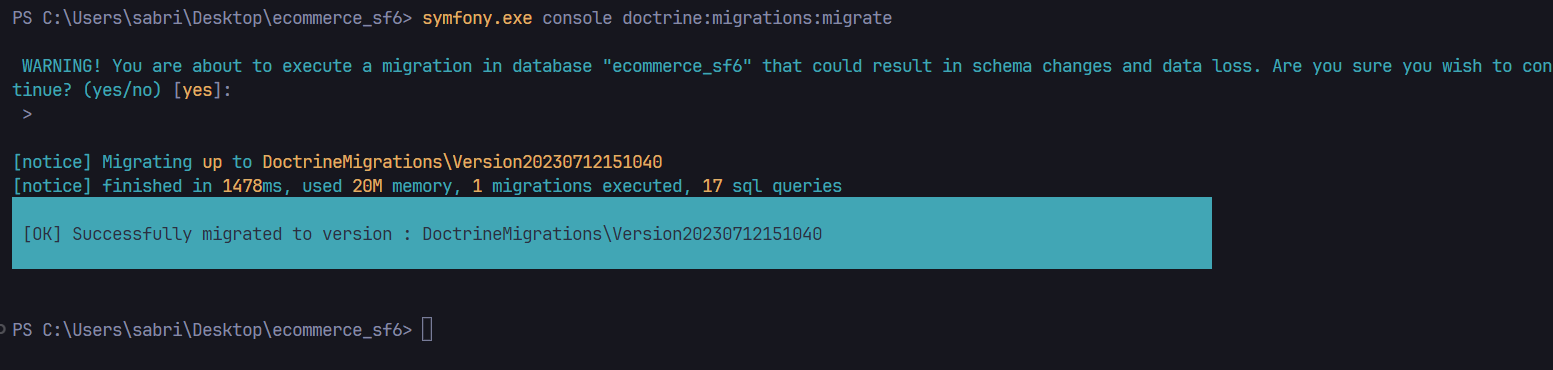 PS C:\Users\sabri\Desktop\ecommerce_sf6> symfony.exe console doctrine:migrations:migrate
WARNING! You are about to execute a migration in database "ecommerce_sf6" that could result in schema changes and data loss. Are you sure you wish to con
tinue? (yes/no) [yes]:
>
[notice] Migrating up to DoctrineMigrations\Version20230712151040
[notice] finished in 1478ms, used 20M memory, 1 migrations executed, 17 sql queries
[OK] Successfully migrated to version : DoctrineMigrations\Version20230712151040
PS C:\Users\sabri\Desktop\ecommerce_sf6>